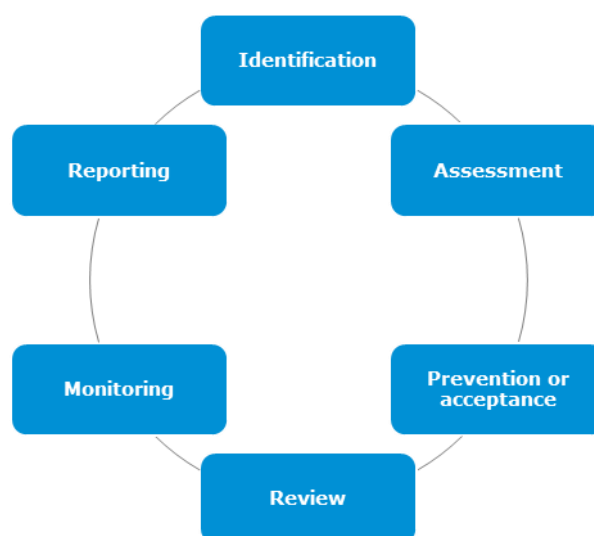 Identification
Assessment
Prevention or
acceptance
Review
Monitoring
Reporting